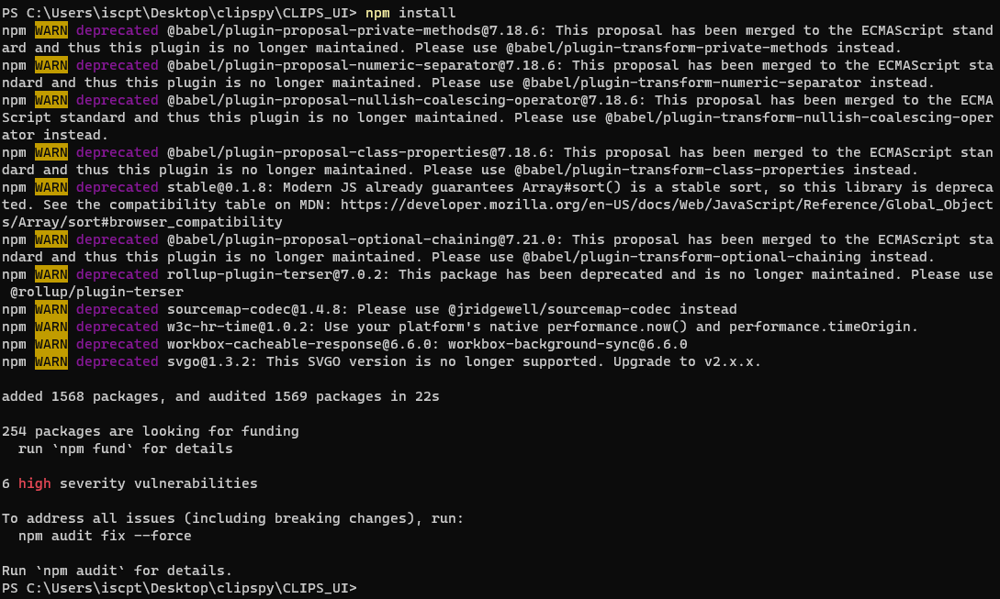 PS C:\Users\iscpt\Desktop\clipspy\CLIPS_UI> npm install
npm WARN deprecated @babel/plugin-proposal-private-methods@7.18.6: This proposal has been merged to the ECMAScript stand
ard and thus this plugin is no longer maintained. Please use @babel/plugin-transform-private-methods instead.
npm WARN deprecated @babel/plugin-proposal-numeric-separator@7.18.6: This proposal has been merged to the ECMAScript sta
ndard and thus this plugin is no longer maintained. Please use @babel/plugin-transform-numeric-separator instead.
npm WARN deprecated @babel/plugin-proposal-nullish-coalescing-operator@7.18.6: This proposal has been merged to the ECMA
Script standard and thus this plugin is no longer maintained. Please use @babel/plugin-transform-nullish-coalescing-oper
ator instead.
npm WARN deprecated @babel/plugin-proposal-class-properties@7.18.6: This proposal has been merged to the ECMAScript stan
dard and thus this plugin is no longer maintained. Please use @babel/plugin-transform-class-properties instead.
npm WARN deprecated stable@0.1.8: Modern JS already guarantees Array#sort() is a stable sort, so this library is depreca
ted. See the compatibility table on MDN: https://developer.mozilla.org/en-US/docs/Web/JavaScript/Reference/Global_Object
s/Array/sort#browser_compatibility
npm WARN deprecated @babel/plugin-proposal-optional-chaining@7.21.0: This proposal has been merged to the ECMAScript sta
ndard and thus this plugin is no longer maintained. Please use @babel/plugin-transform-optional-chaining instead.
npm WARN deprecated rollup-plugin-terser@7.0.2: This package has been deprecated and is no longer maintained. Please use
 @rollup/plugin-terser
npm WARN deprecated sourcemap-codec@1.4.8: Please use @jridgewell/sourcemap-codec instead
npm WARN deprecated w3c-hr-time@1.0.2: Use your platform's native performance.now() and performance.timeOrigin.
npm WARN deprecated workbox-cacheable-response@6.6.0: workbox-background-sync@6.6.0
npm WARN deprecated svgo@1.3.2: This SVGO version is no longer supported. Upgrade to v2.x.x.
added 1568 packages, and audited 1569 packages in 22s
254 packages are looking for funding
  run `npm fund` for details
6 high severity vulnerabilities
To address all issues (including breaking changes), run:
  npm audit fix --force
Run `npm audit` for details.
PS C:\Users\iscpt\Desktop\clipspy\CLIPS_UI>